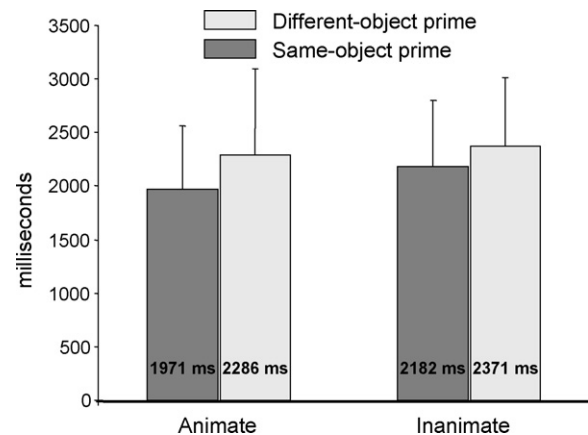 Different-object prime
Same-object prime
milliseconds
3500
3000
2500
2000
1500
1000
500
0
1971 ms 2286 ms 2182 ms 2371 ms
Animate Inanimate